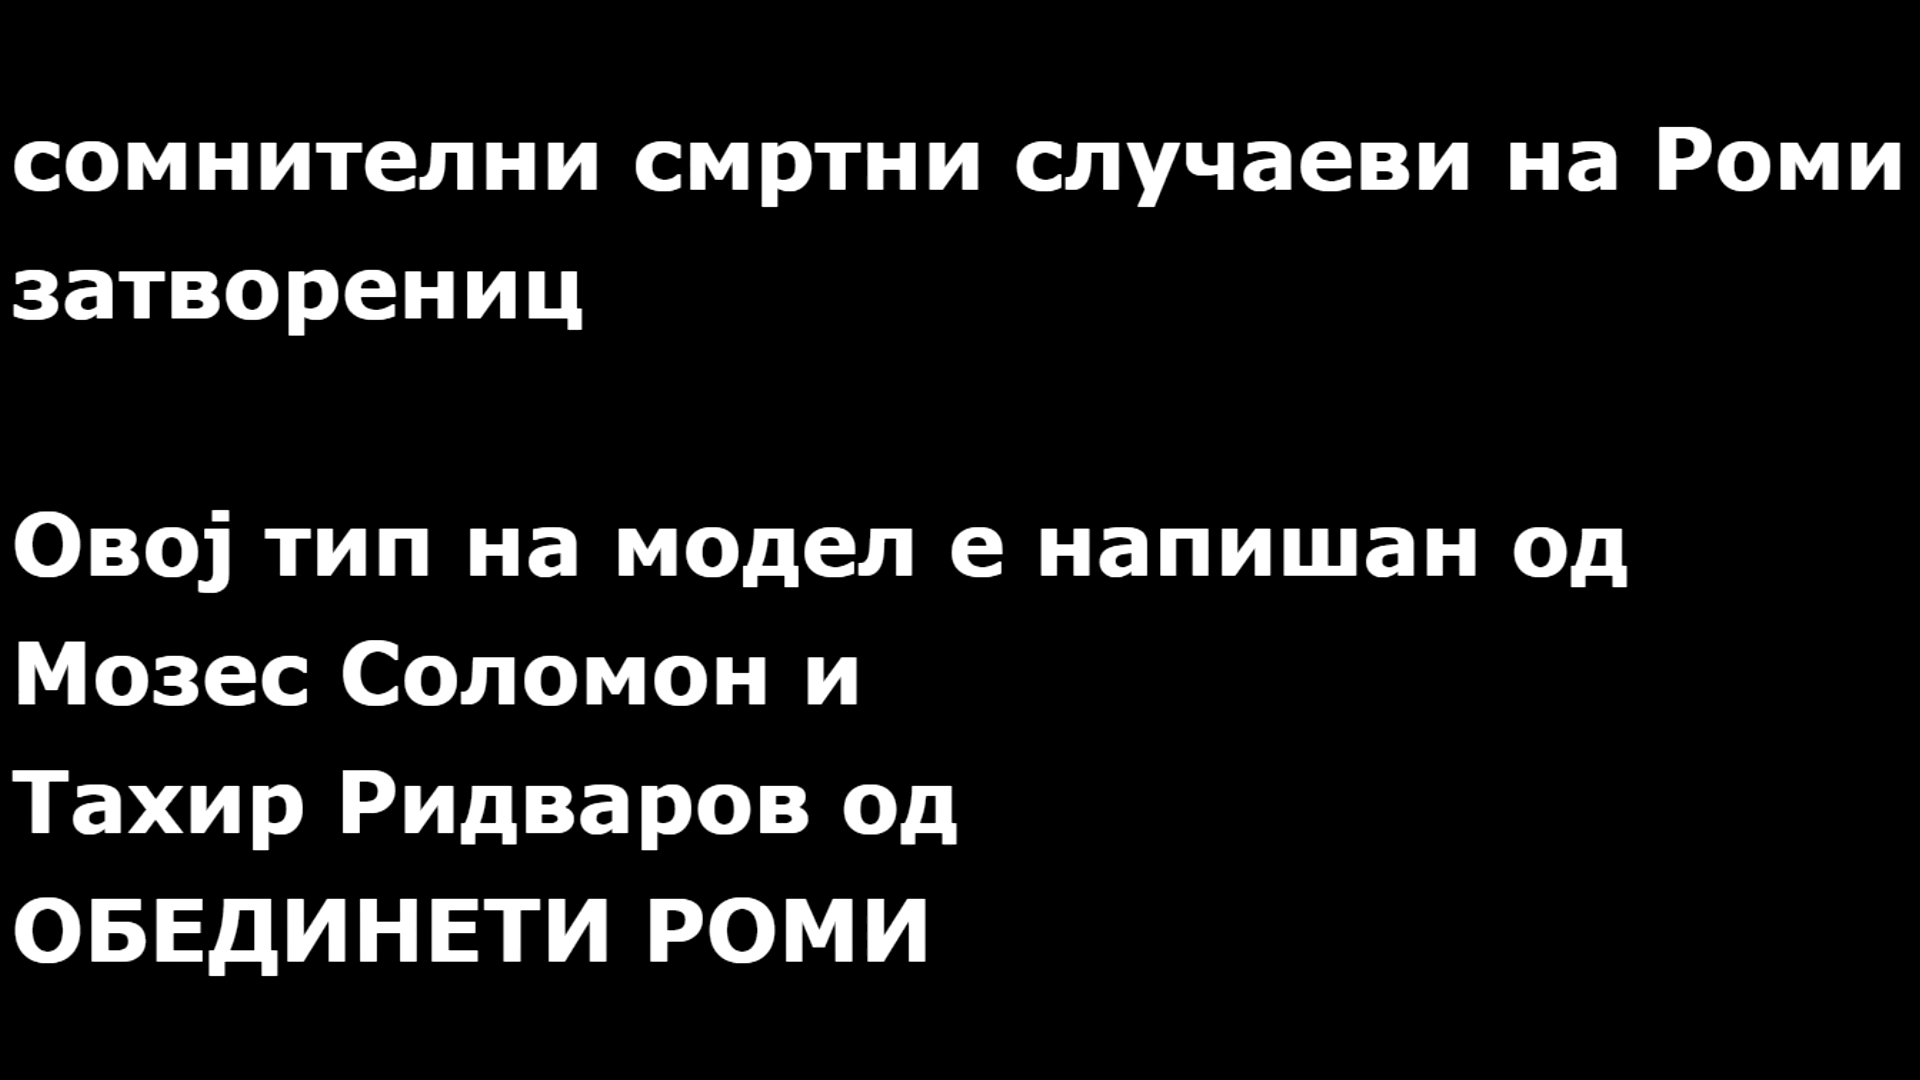 сомнителни смртни случаеви на Роми
затворениц
Овој тип на модел е напишан од
Мозес Соломон и
Тахир Ридваров од
ОБЕДИНЕТИ РОМИ